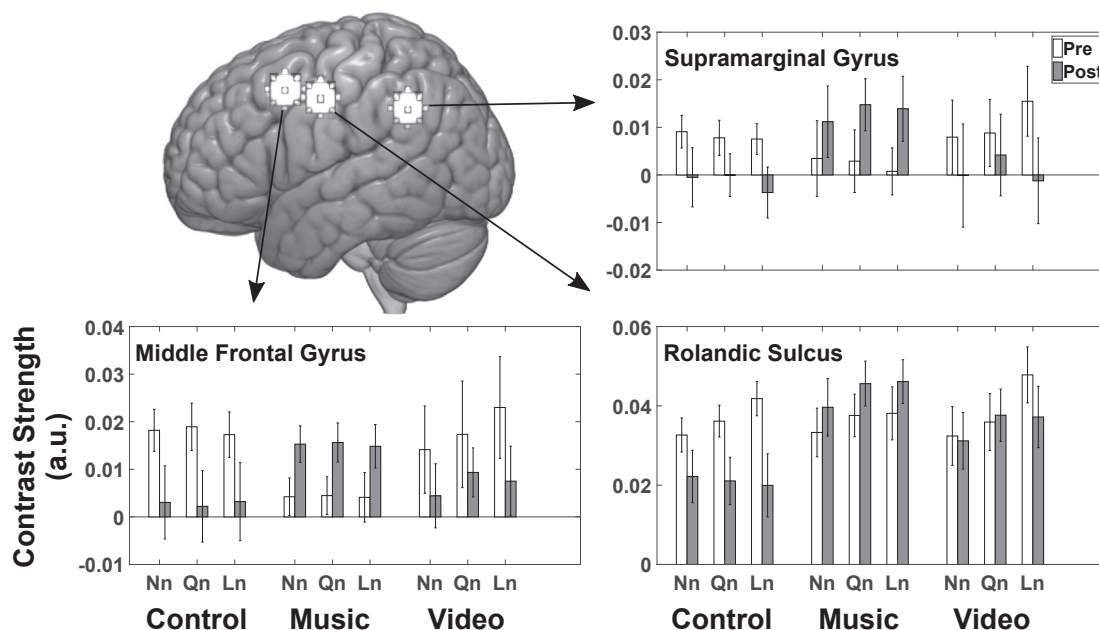 0.03
Supramarginal Gyrus
Pre
Post
0.02
0.01
0
-0.01
-0.02
Contrast Strength
(a.u.)
0.04
Middle Frontal Gyrus
0.03
0.02
0.01
0
-0.01
Nn Qn Ln Nn Qn Ln Nn Qn Ln
Control Music Video
0.06
Rolandic Sulcus
0.04
0.02
0
Nn Qn Ln Nn Qn Ln Nn Qn Ln
Control Music Video